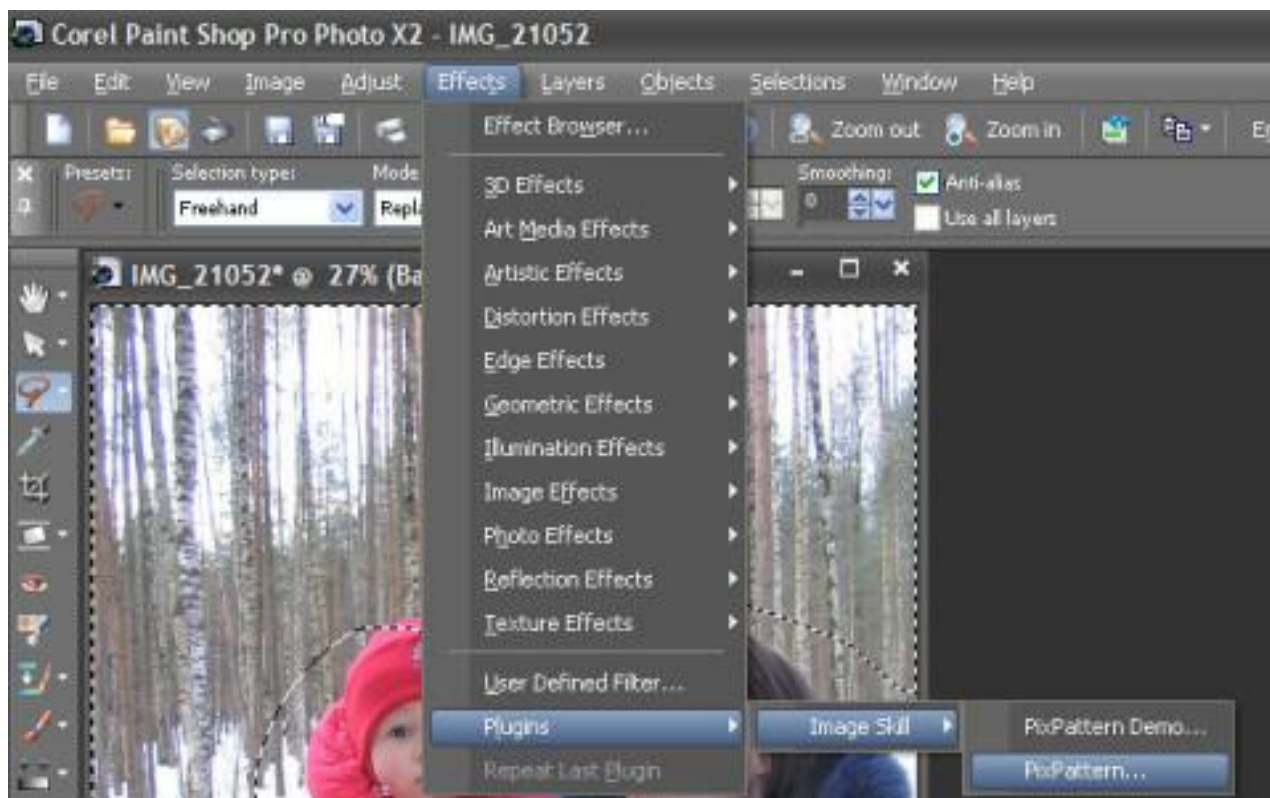 Corel Paint Shop Pro Photo X2 - IMG_21052
File Edit View Image Adjust Effects Layers Objects Selections Window Help
Effect Browser...
Zoom out Zoom in
Presets: Selection type: Mode Smoothing: Anti-alias
Freehand Repla 0 Use all layers
3D Effects
Art Media Effects
IMG_21052* @ 27% (Ba
Artistic Effects
Distortion Effects
Edge Effects
Geometric Effects
Illumination Effects
Image Effects
Photo Effects
Reflection Effects
Texture Effects
User Defined Filter...
Plugins Image Skill PixPattern Demo...
PixPattern...
Repeat Last Plugin